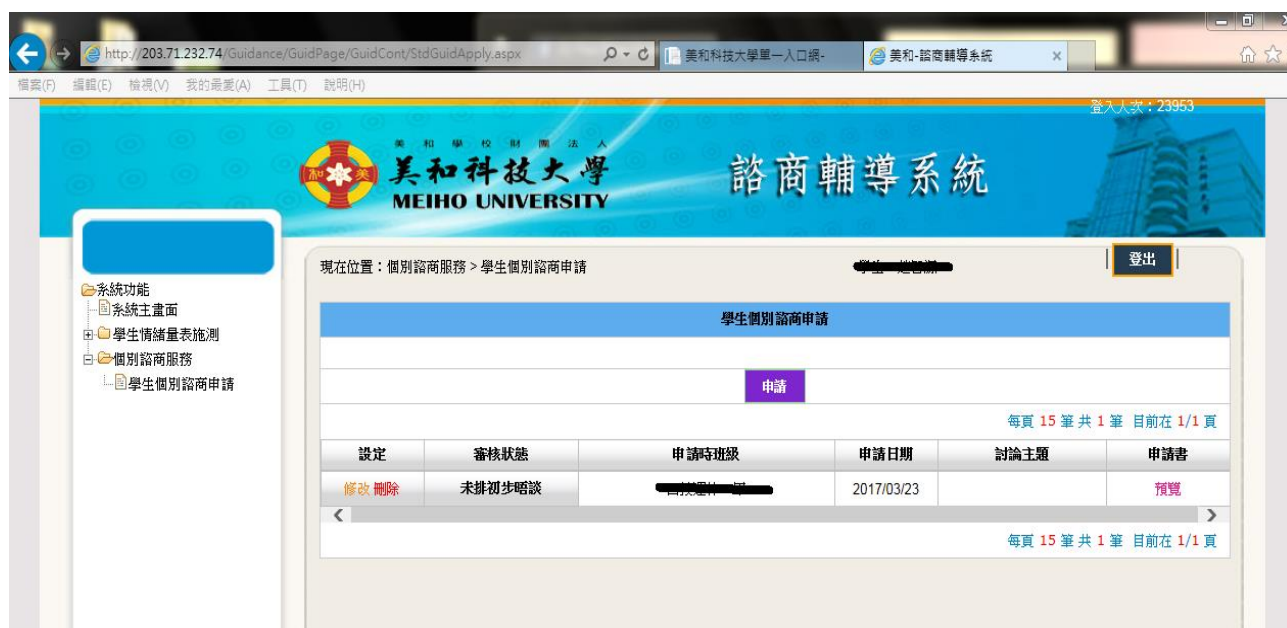 http://203.71.232.74/Guidance/GuidPage/GuidCont/StdGuidApply.aspx
美和科技大學單一入口網-
美和-諮商輔導系統
檔案(F) 編輯(E) 檢視(V) 我的最愛(A) 工具(T) 說明(H)
登入人次:23953
美和學校財團法人
美和科技大學
MEIHO UNIVERSITY
和 美
諮商輔導系統
現在位置:個別諮商服務 > 學生個別諮商申請
登出
系統功能
系統主畫面
學生情緒量表施測
個別諮商服務
學生個別諮商申請
學生個別諮商申請
申請
每頁 15 筆 共 1 筆 目前在 1/1 頁
設定 審核狀態 申請時班級 申請日期 討論主題 申請書
修改 刪除 未排初步晤談 2017/03/23 預覽
每頁 15 筆 共 1 筆 目前在 1/1 頁